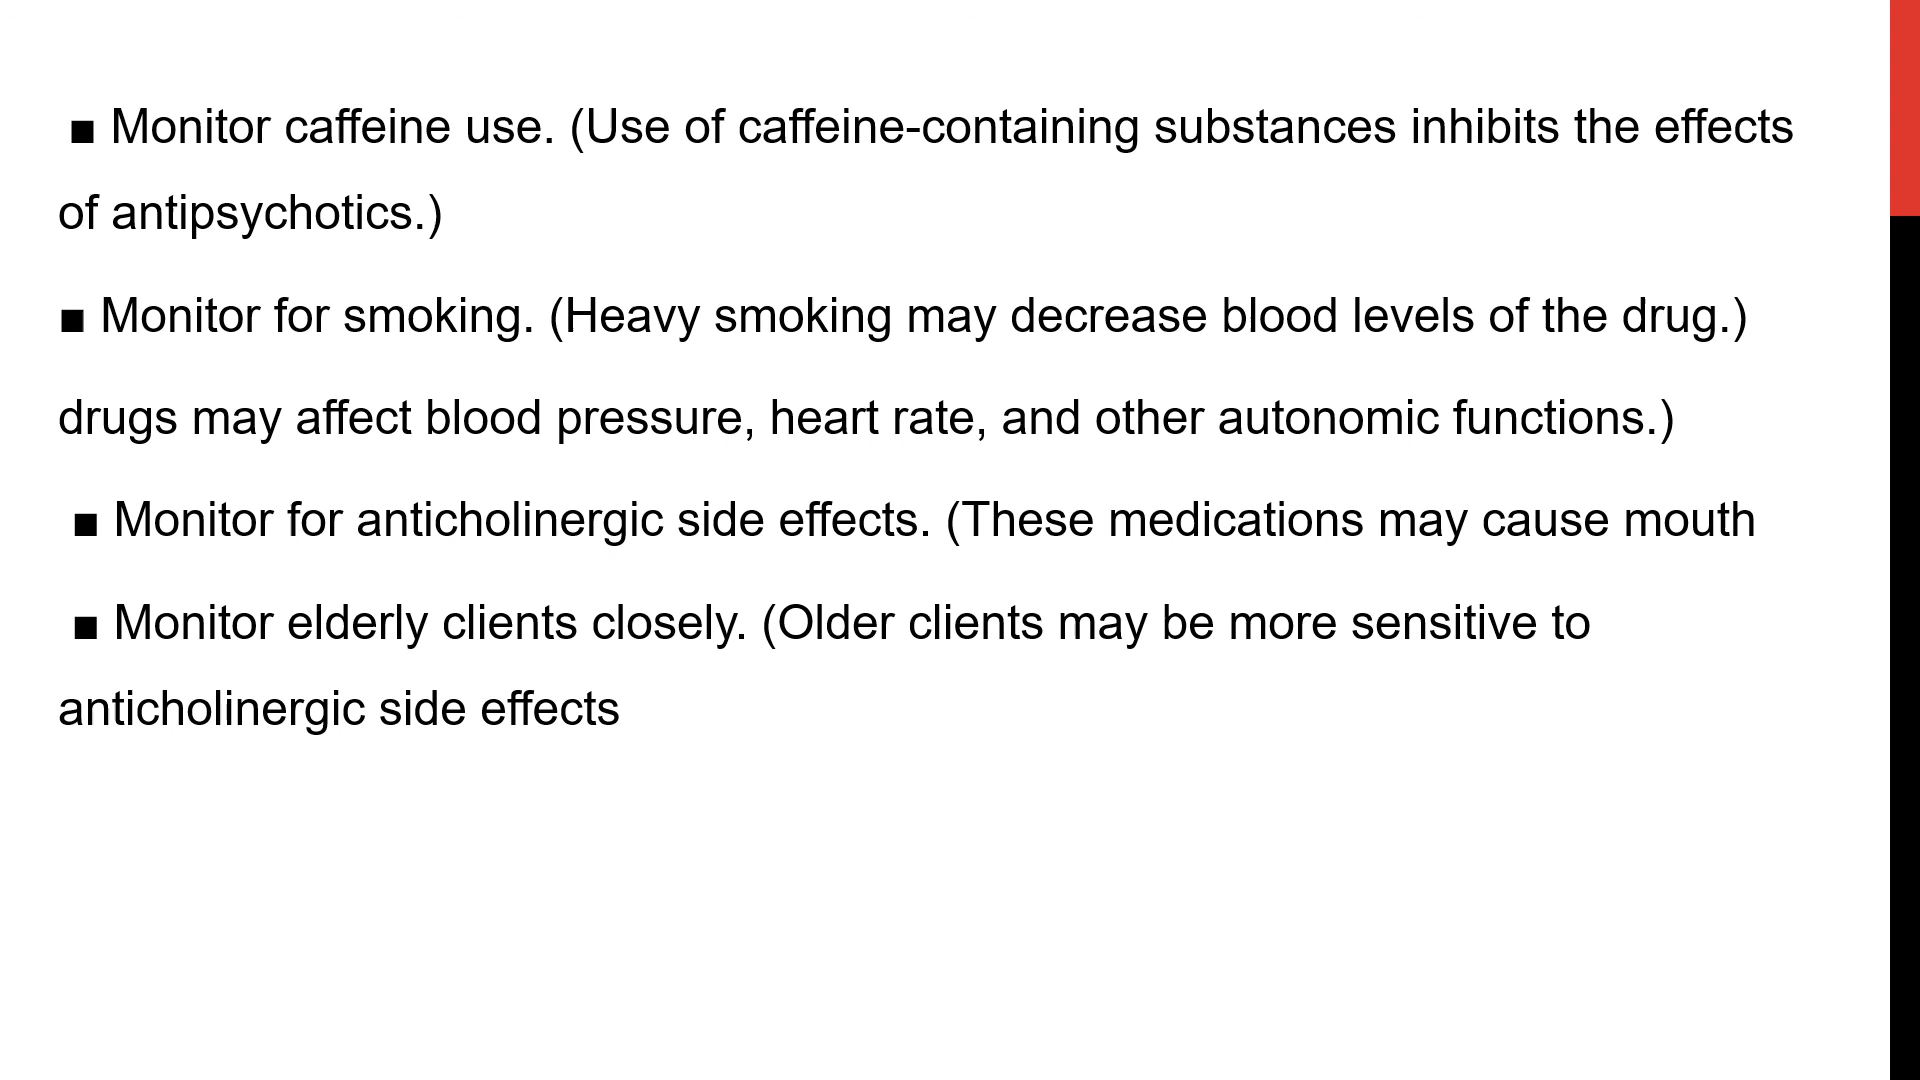 ■ Monitor caffeine use. (Use of caffeine-containing substances inhibits the effects
of antipsychotics.)
■ Monitor for smoking. (Heavy smoking may decrease blood levels of the drug.)
drugs may affect blood pressure, heart rate, and other autonomic functions.)
■ Monitor for anticholinergic side effects. (These medications may cause mouth
■ Monitor elderly clients closely. (Older clients may be more sensitive to
anticholinergic side effects